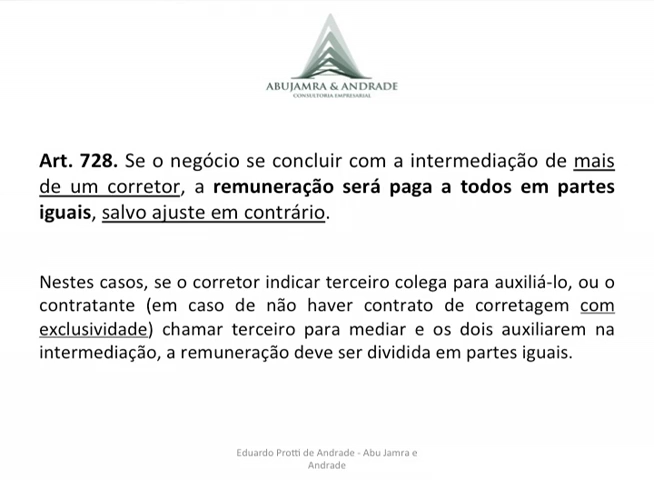 ABUJAMRA & ANDRADE
CONSULTORIA EMPRESARIAL
Art. 728. Se o negócio se concluir com a intermediação de mais
de um corretor, a remuneração será paga a todos em partes
iguais, salvo ajuste em contrário.
Nestes casos, se o corretor indicar terceiro colega para auxiliá-lo, ou o
contratante (em caso de não haver contrato de corretagem com
exclusividade) chamar terceiro para mediar e os dois auxiliarem na
intermediação, a remuneração deve ser dividida em partes iguais.
Eduardo Protti de Andrade - Abu Jamra e
Andrade